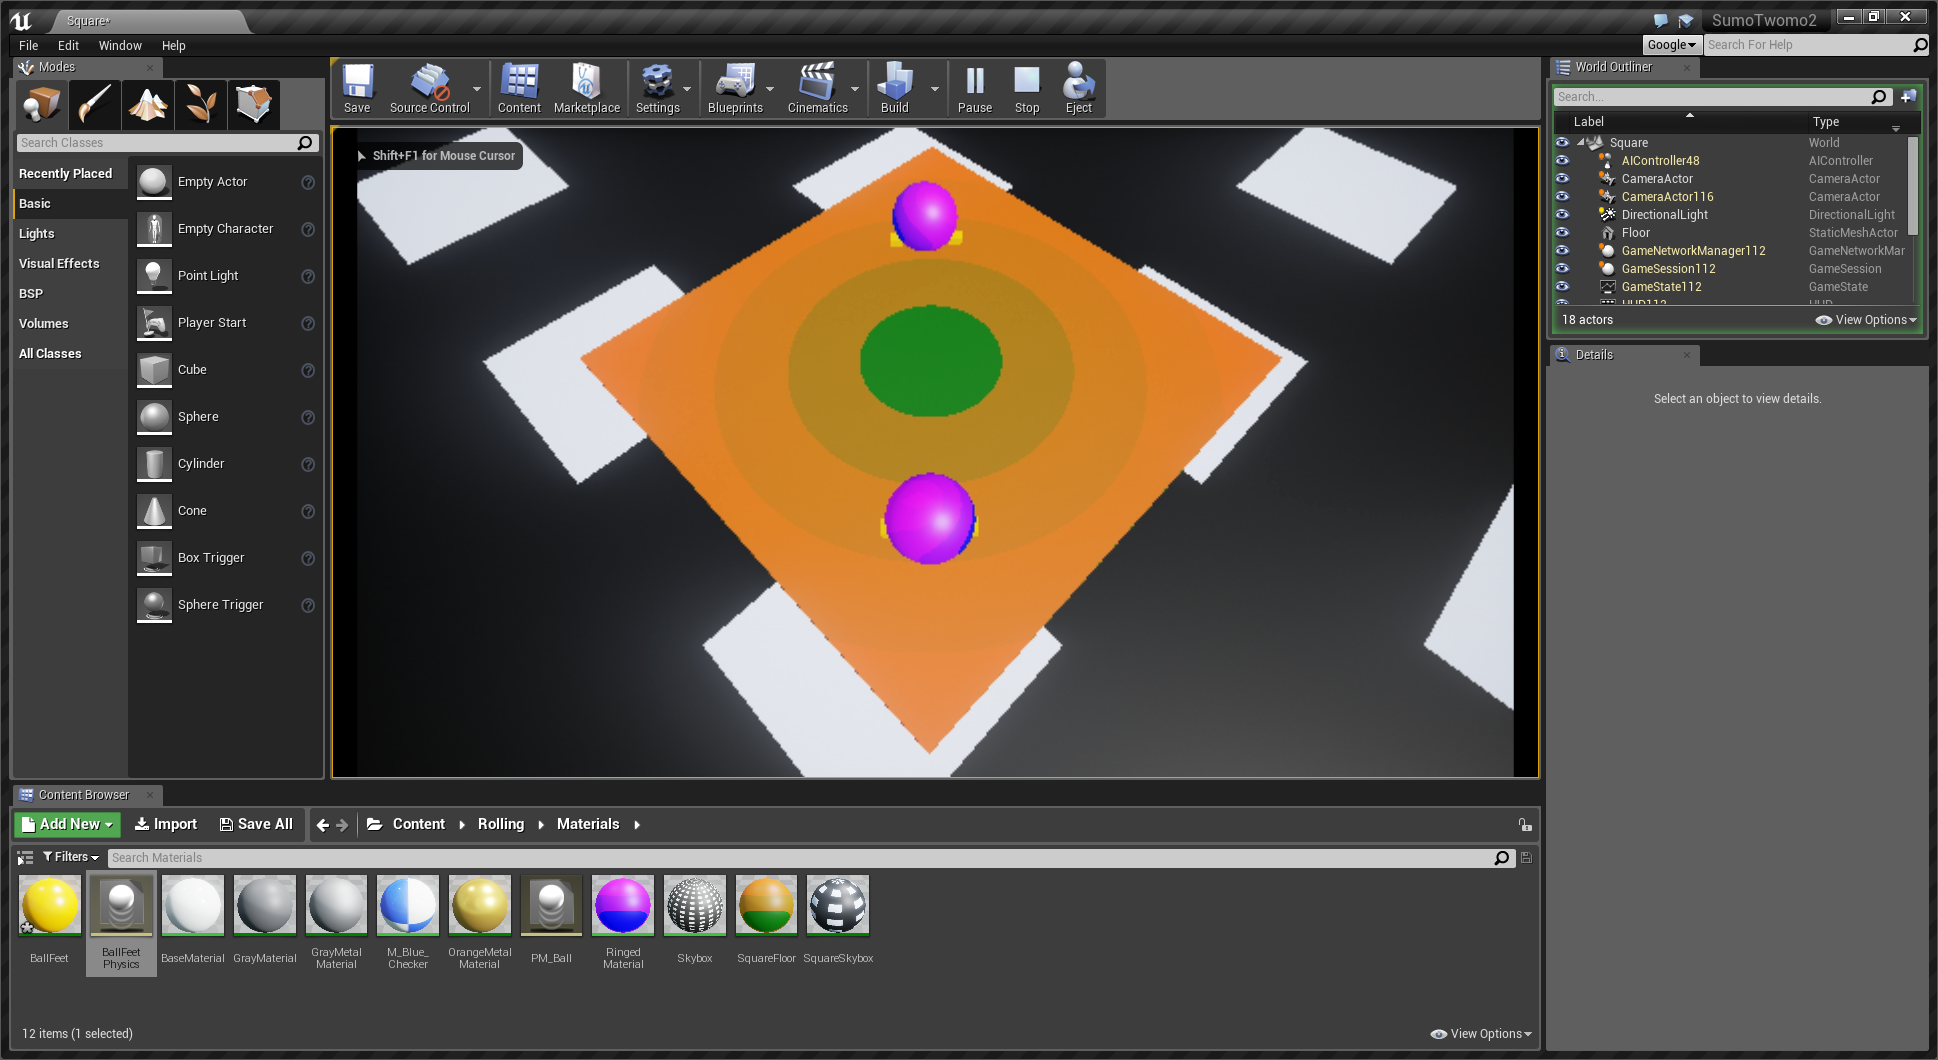 Square*
SumoTwomo2
File Edit Window Help
Google
Search For Help
Modes
Search Classes
Recently Placed
Basic
Lights
Visual Effects
BSP
Volumes
All Classes
Empty Actor
Empty Character
Point Light
Player Start
Cube
Sphere
Cylinder
Cone
Box Trigger
Sphere Trigger
Save
Source Control
Content
Marketplace
Settings
Blueprints
Cinematics
Build
Pause
Stop
Eject
Shift+F1 for Mouse Cursor
World Outliner
Search...
Label Type
Square World
AIController48 AIController
CameraActor CameraActor
CameraActor116 CameraActor
DirectionalLight DirectionalLight
Floor StaticMeshActor
GameNetworkManager112 GameNetworkMar
GameSession112 GameSession
GameState112 GameState
HUD112 HUD
18 actors
View Options
Details
Select an object to view details.
Content Browser
Add New Import Save All
Content Rolling Materials
Filters
Search Materials
BallFeet
BallFeet
Physics
BaseMaterial
GrayMaterial
GrayMetal
Material
M_Blue_
Checker
OrangeMetal
Material
PM_Ball
Ringed
Material
Skybox
SquareFloor
SquareSkybox
12 items (1 selected)
View Options